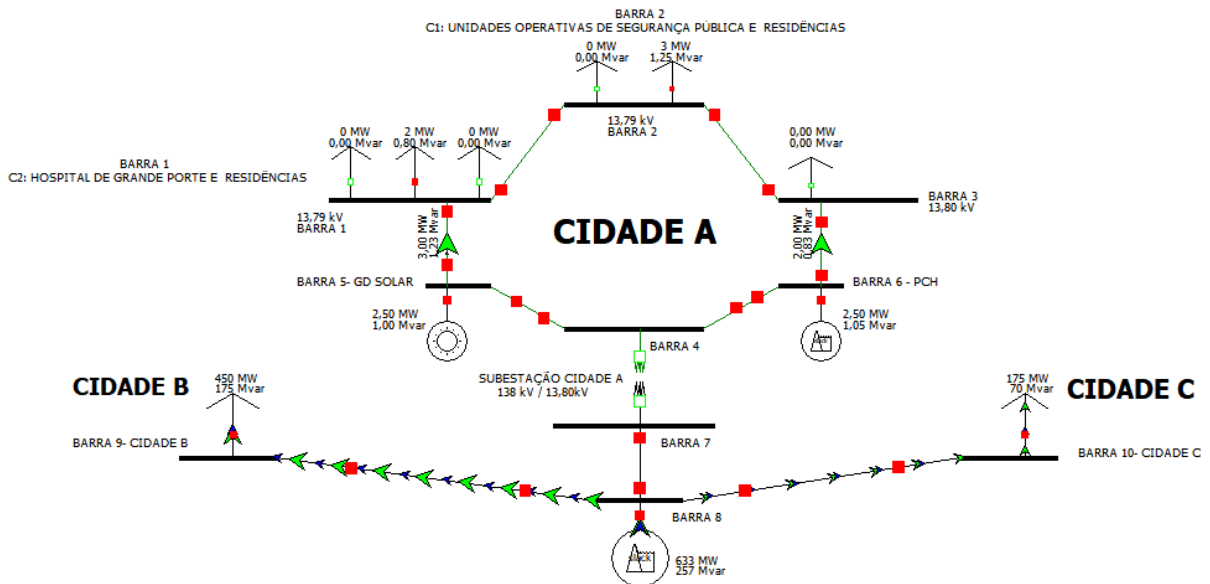 BARRA 2
C1: UNIDADES OPERATIVAS DE SEGURANÇA PÚBLICA E RESIDÊNCIAS
0 MW
0,00 Mvar
3 MW
1,25 Mvar
13,79 kV
BARRA 2
0 MW
0,00 Mvar
2 MW
0,80 Mvar
0 MW
0,00 Mvar
0,00 MW
0,00 Mvar
BARRA 1
C2: HOSPITAL DE GRANDE PORTE E RESIDÊNCIAS
13,79 kV
BARRA 1
BARRA 3
13,80 kV
CIDADE A
3,00 MW
1,23 Mvar
2,00 MW
0,83 Mvar
BARRA 5- GD SOLAR
BARRA 6 - PCH
2,50 MW
1,00 Mvar
slack
2,50 MW
1,05 Mvar
BARRA 4
SUBESTAÇÃO CIDADE A
138 kV / 13,80kV
CIDADE B
450 MW
175 Mvar
175 MW
70 Mvar
CIDADE C
BARRA 9- CIDADE B
BARRA 7
BARRA 10- CIDADE C
BARRA 8
slack
633 MW
257 Mvar